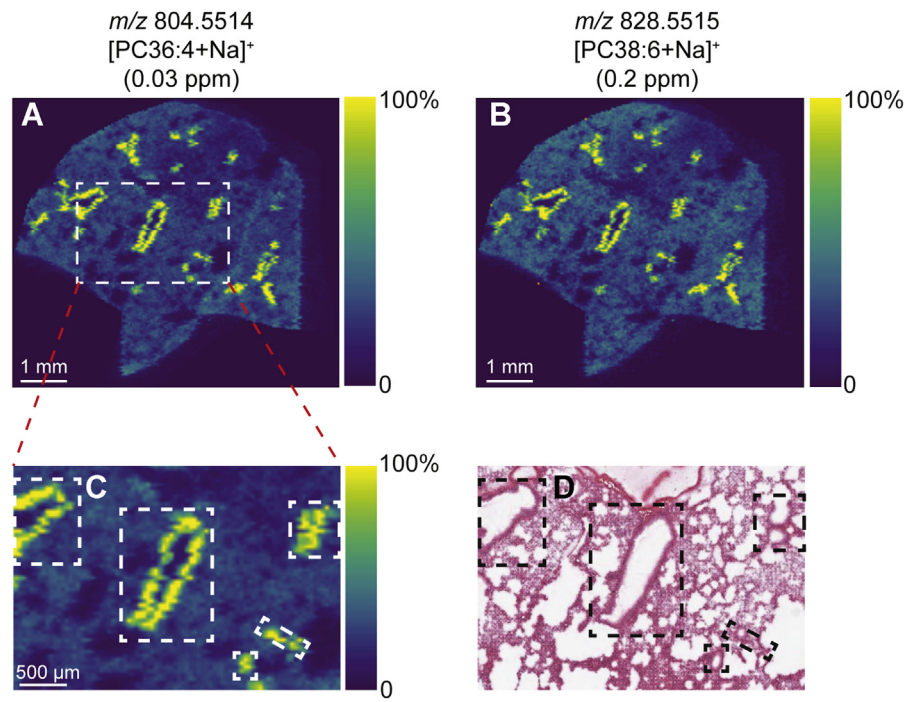 m/z 804.5514
[PC36:4+Na]⁺
(0.03 ppm)
m/z 828.5515
[PC38:6+Na]⁺
(0.2 ppm)
A
100%
0
1 mm
B
100%
0
1 mm
C
100%
0
500 μm
D